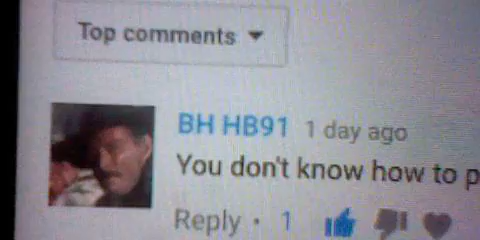 Top comments
BH HB91 1 day ago
You don't know how to p
Reply • 1